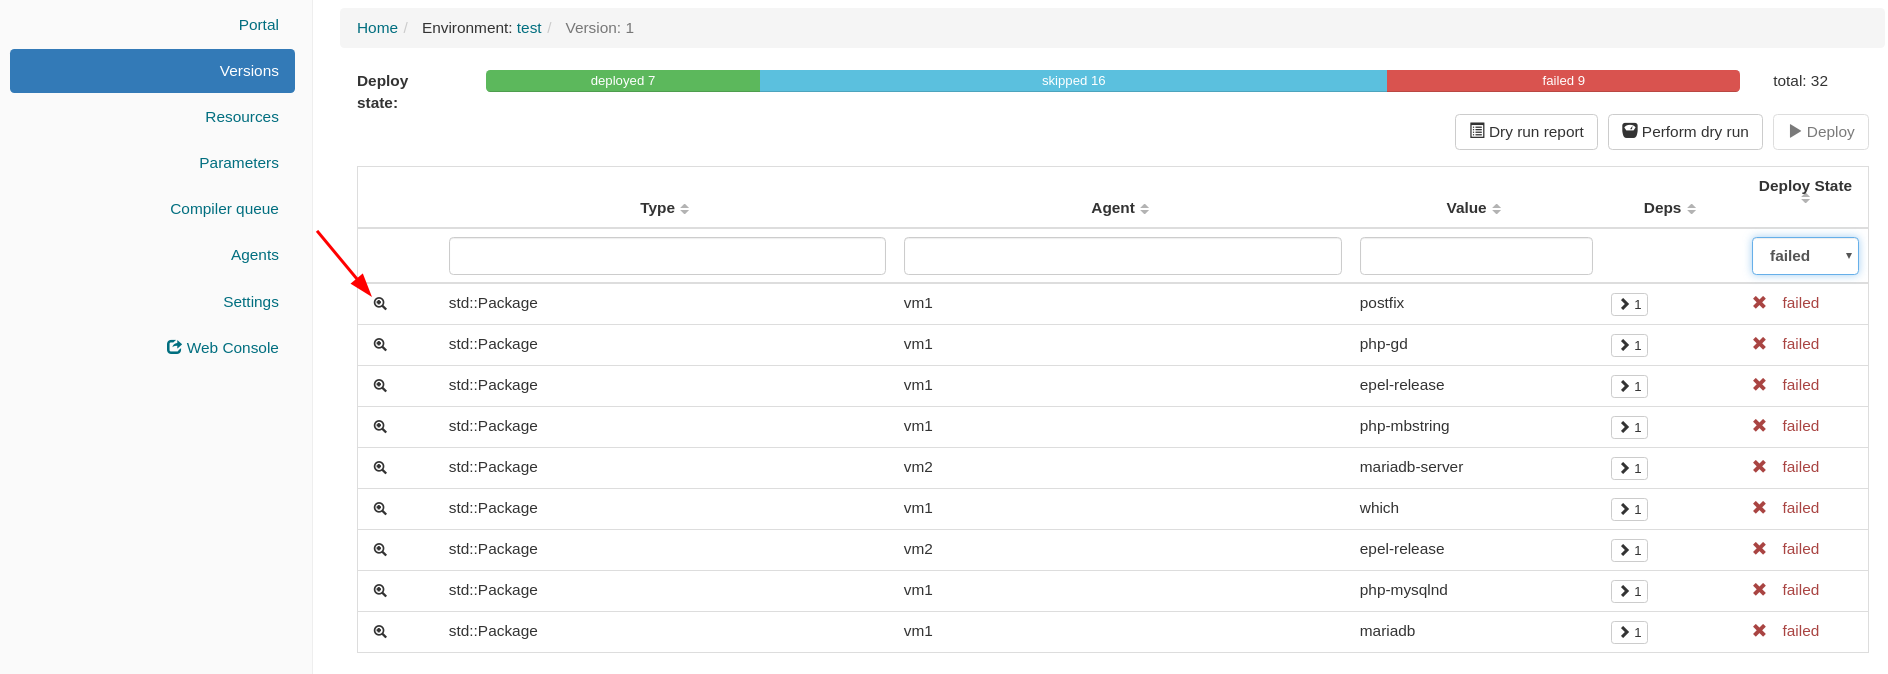 Portal
Versions
Resources
Parameters
Compiler queue
Agents
Settings
Web Console
Home / Environment: test / Version: 1
Deploy state:
deployed 7 skipped 16 failed 9 total: 32
Dry run report Perform dry run Deploy
Type Agent Value Deps Deploy State
failed
std::Package vm1 postfix 1 failed
std::Package vm1 php-gd 1 failed
std::Package vm1 epel-release 1 failed
std::Package vm1 php-mbstring 1 failed
std::Package vm2 mariadb-server 1 failed
std::Package vm1 which 1 failed
std::Package vm2 epel-release 1 failed
std::Package vm1 php-mysqlnd 1 failed
std::Package vm1 mariadb 1 failed